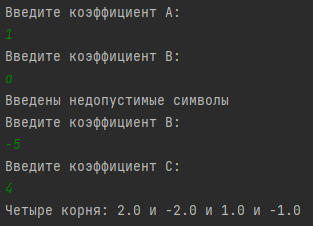 Введите коэффициент A:
1
Введите коэффициент B:
a
Введены недопустимые символы
Введите коэффициент B:
-5
Введите коэффициент C:
4
Четыре корня: 2.0 и -2.0 и 1.0 и -1.0